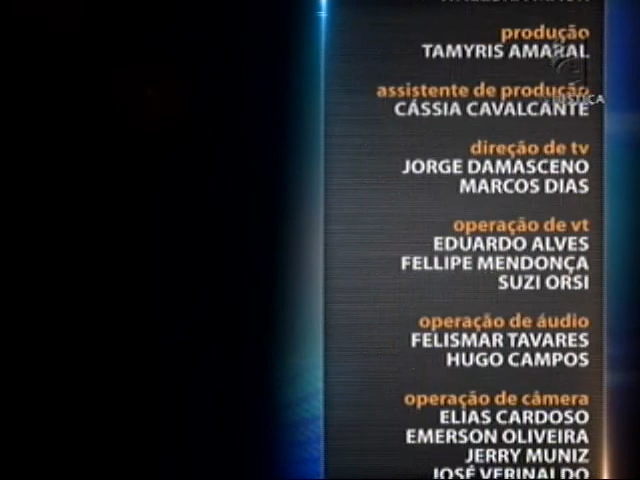 produção
TAMYRIS AMARAL
assistente de produção
CÁSSIA CAVALCANTE
direção de tv
JORGE DAMASCENO
MARCOS DIAS
operação de vt
EDUARDO ALVES
FELLIPE MENDONÇA
SUZI ORSI
operação de áudio
FELISMAR TAVARES
HUGO CAMPOS
operação de câmera
ELIAS CARDOSO
EMERSON OLIVEIRA
JERRY MUNIZ
JOSÉ VERINALDO